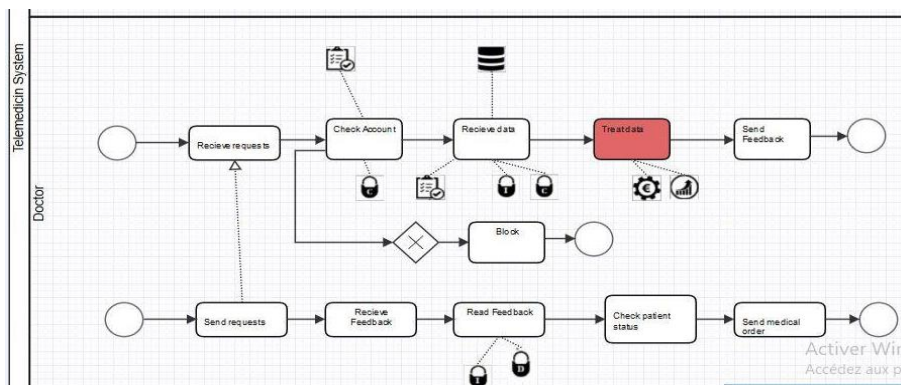 Telemedicin System
Doctor
Recieve requests
Check Account
Recieve data
Treat data
Send
Feedback
C
I
C
€
Block
Send requests
Recieve
Feedback
Read Feedback
Check patient
status
Send medical
order
I
D
Activer Win
Accédez aux p